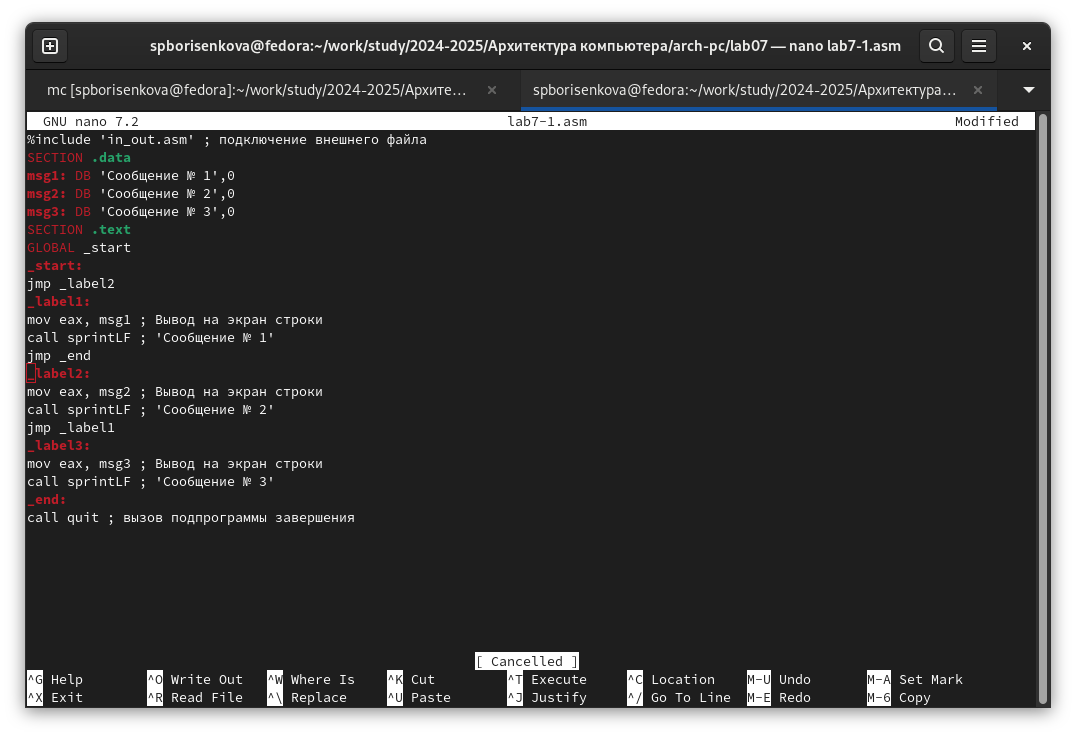 spborisenkova@fedora:~/work/study/2024-2025/Архитектура компьютера/arch-pc/lab07 — nano lab7-1.asm
mc [spborisenkova@fedora]:~/work/study/2024-2025/Архите… spborisenkova@fedora:~/work/study/2024-2025/Архитектура…
GNU nano 7.2 lab7-1.asm Modified
%include 'in_out.asm' ; подключение внешнего файла
SECTION .data
msg1: DB 'Сообщение № 1',0
msg2: DB 'Сообщение № 2',0
msg3: DB 'Сообщение № 3',0
SECTION .text
GLOBAL _start
_start:
jmp _label2
_label1:
mov eax, msg1 ; Вывод на экран строки
call sprintLF ; 'Сообщение № 1'
jmp _end
_label2:
mov eax, msg2 ; Вывод на экран строки
call sprintLF ; 'Сообщение № 2'
jmp _label1
_label3:
mov eax, msg3 ; Вывод на экран строки
call sprintLF ; 'Сообщение № 3'
_end:
call quit ; вызов подпрограммы завершения
[ Cancelled ]
^G Help ^O Write Out ^W Where Is ^K Cut ^T Execute ^C Location M-U Undo M-A Set Mark
^X Exit ^R Read File ^\ Replace ^U Paste ^J Justify ^/ Go To Line M-E Redo M-6 Copy